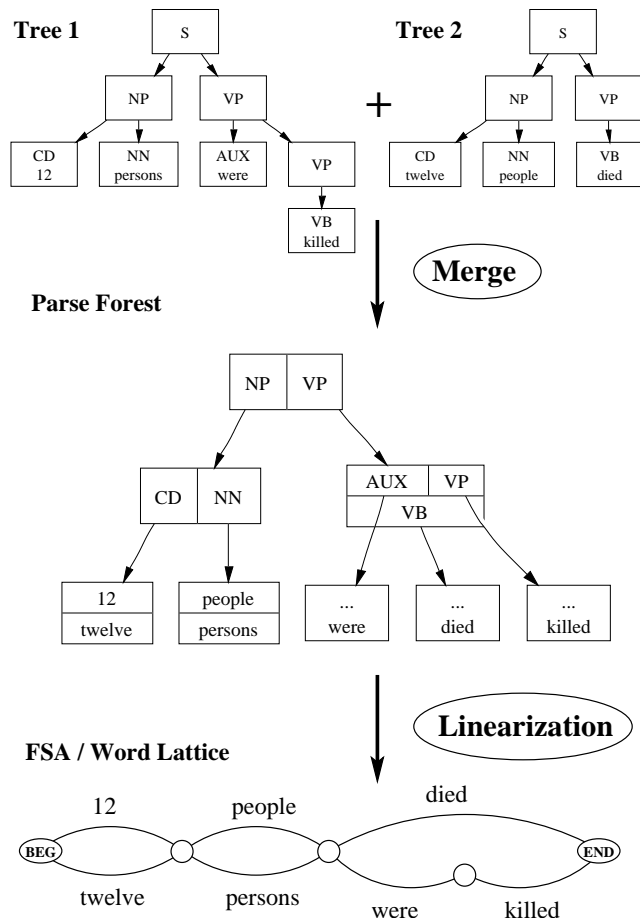 Tree 1
S
NP VP
CD NN AUX VP
12 persons were
VB
killed
+
Tree 2
S
NP VP
CD NN VB
twelve people died
Merge
Parse Forest
NP VP
CD NN AUX VP
VB
12 people ... ... ...
twelve persons were died killed
Linearization
FSA / Word Lattice
12 people died
BEG END
twelve persons were killed